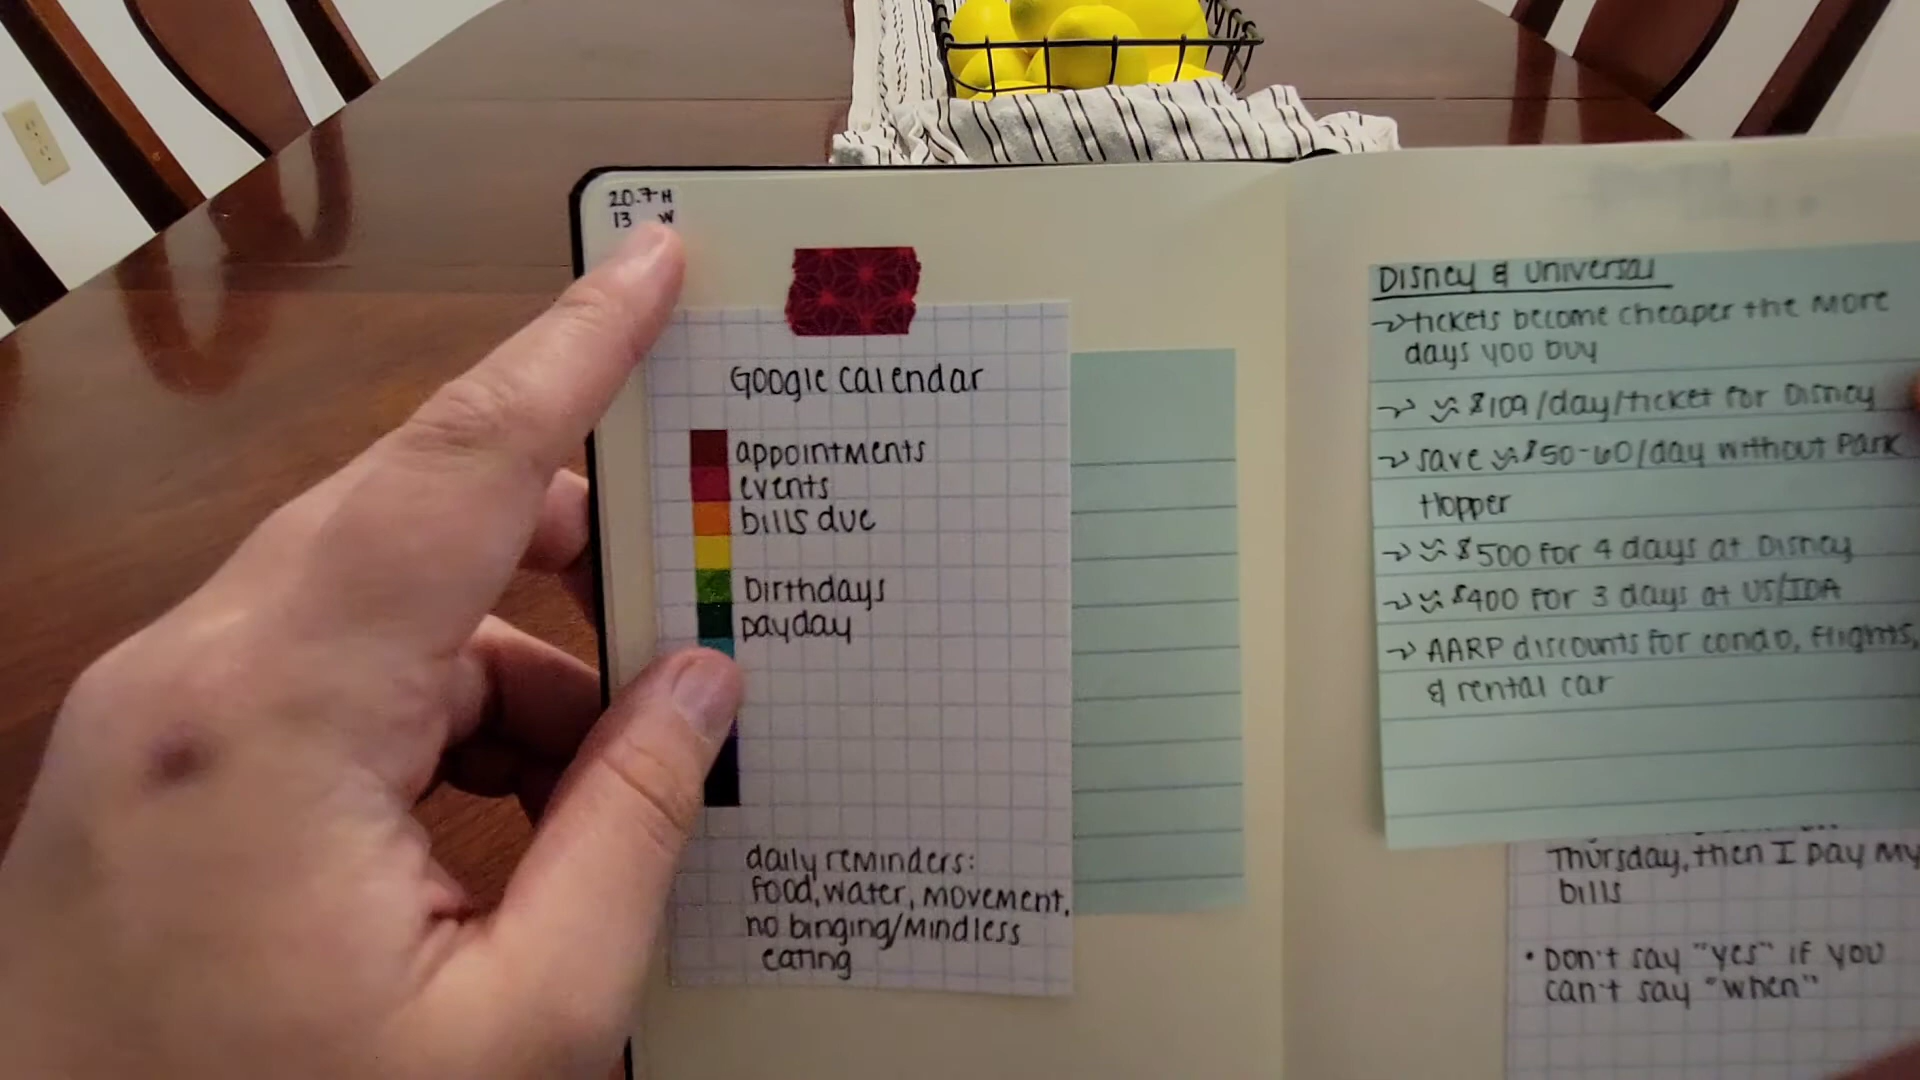 20.7 H
13 W
Google calendar
appointments
events
bills due
birthdays
payday
daily reminders:
food, water, movement,
no binging/mindless
eating
Disney & Universal
→ tickets become cheaper the more
days you buy
→ ≈ $109/day/ticket for Disney
→ save ≈ $50-60/day without Park
Hopper
→ ≈ $500 for 4 days at Disney
→ ≈ $400 for 3 days at US/IOA
→ AARP discounts for condo, flights,
& rental car
Thursday, then I pay my
bills
• Don't say "yes" if you
can't say "when"